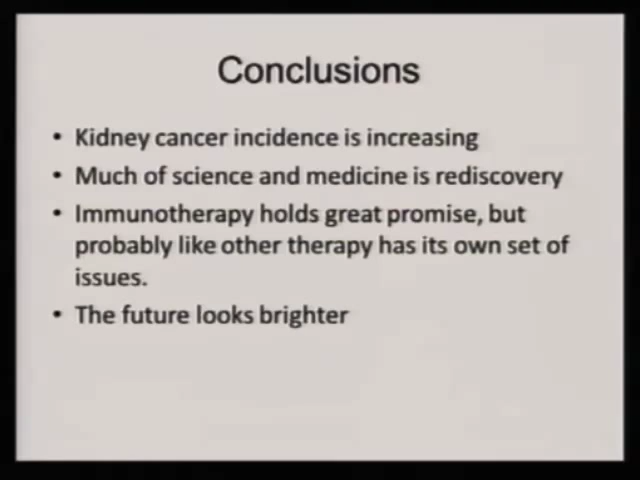 Conclusions
• Kidney cancer incidence is increasing
• Much of science and medicine is rediscovery
• Immunotherapy holds great promise, but
probably like other therapy has its own set of
issues.
• The future looks brighter